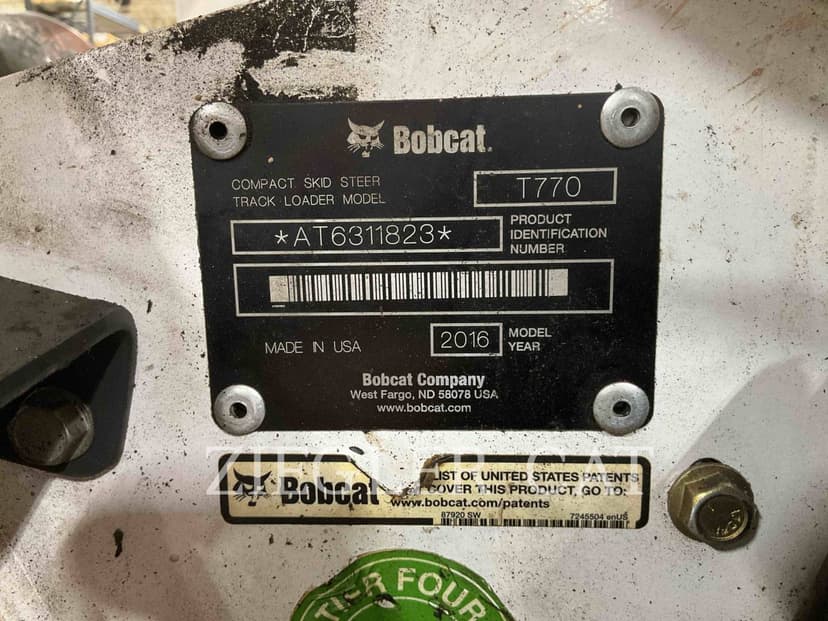 Bobcat.
COMPACT SKID STEER
TRACK LOADER MODEL
T770
*AT6311823*
PRODUCT
IDENTIFICATION
NUMBER
MADE IN USA
2016
MODEL
YEAR
Bobcat Company
West Fargo, ND 58078 USA
www.bobcat.com
ZIEGLER CAT
Bobcat
LIST OF UNITED STATES PATENTS
COVER THIS PRODUCT, GO TO:
www.bobcat.com/patents
87920 SW
7245504 enUS
TIER FOUR